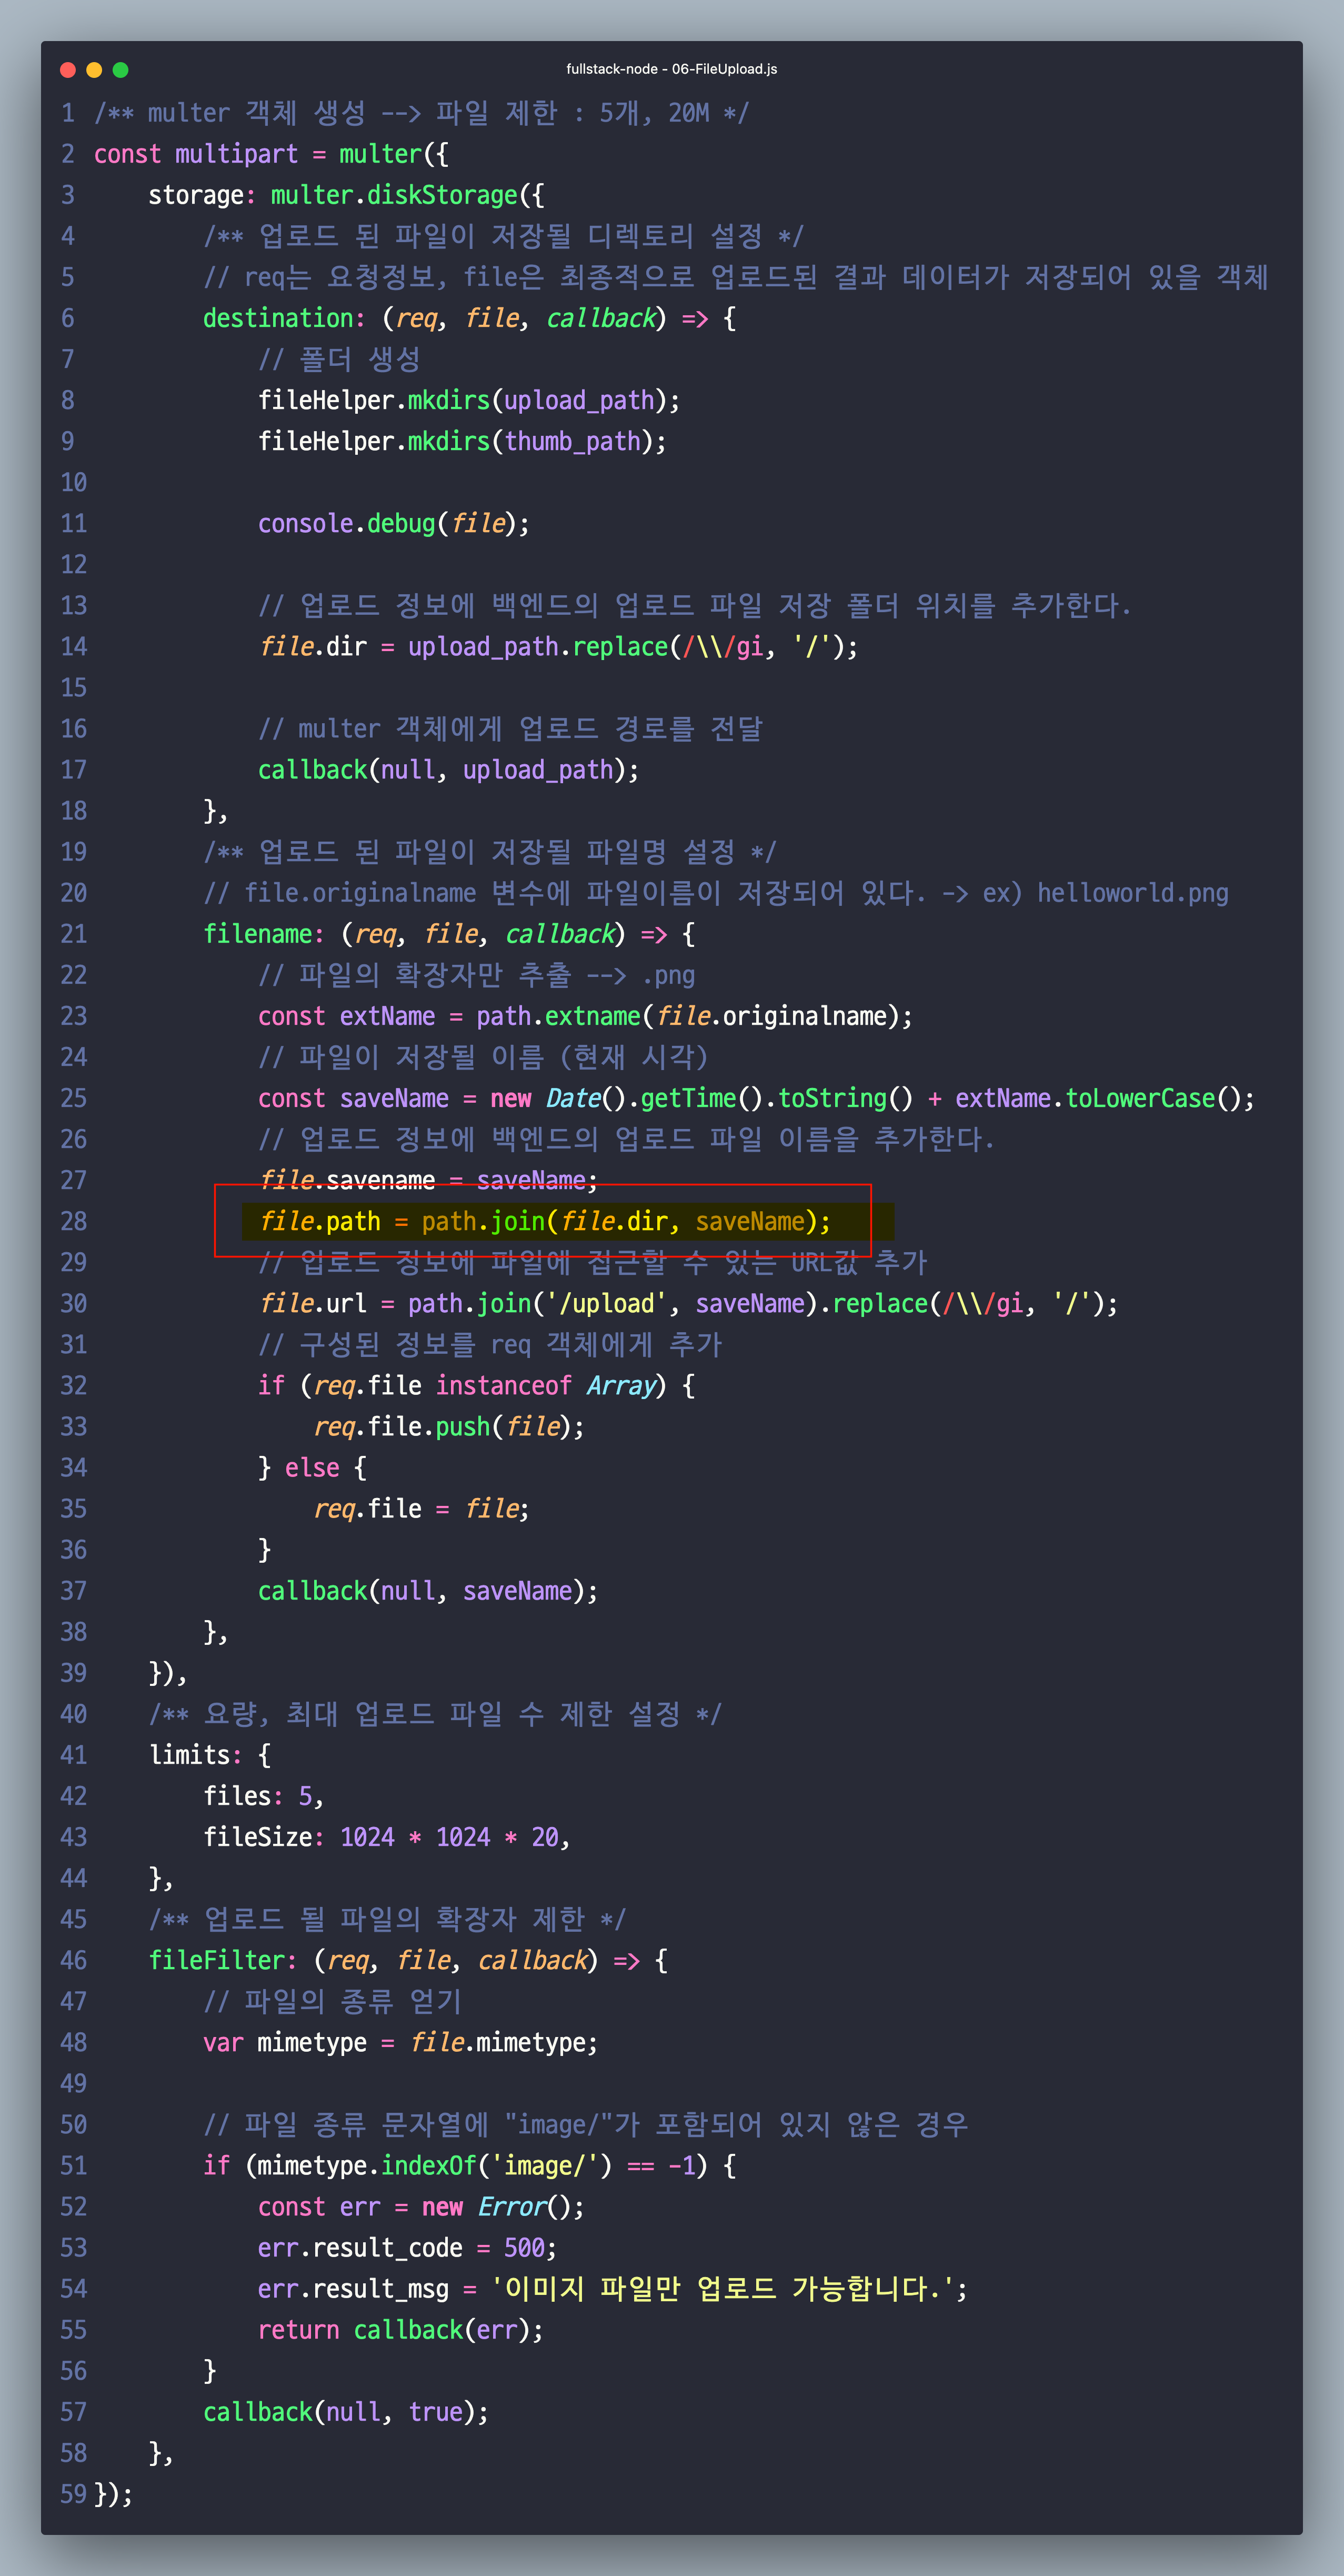 fullstack-node - 06-FileUpload.js
1 /** multer 객체 생성 --> 파일 제한 : 5개, 20M */
2 const multipart = multer({
3     storage: multer.diskStorage({
4         /** 업로드 된 파일이 저장될 디렉토리 설정 */
5         // req는 요청정보, file은 최종적으로 업로드된 결과 데이터가 저장되어 있을 객체
6         destination: (req, file, callback) => {
7             // 폴더 생성
8             fileHelper.mkdirs(upload_path);
9             fileHelper.mkdirs(thumb_path);
10
11             console.debug(file);
12
13             // 업로드 정보에 백엔드의 업로드 파일 저장 폴더 위치를 추가한다.
14             file.dir = upload_path.replace(/\\/gi, '/');
15
16             // multer 객체에게 업로드 경로를 전달
17             callback(null, upload_path);
18         },
19         /** 업로드 된 파일이 저장될 파일명 설정 */
20         // file.originalname 변수에 파일이름이 저장되어 있다. -> ex) helloworld.png
21         filename: (req, file, callback) => {
22             // 파일의 확장자만 추출 --> .png
23             const extName = path.extname(file.originalname);
24             // 파일이 저장될 이름 (현재 시각)
25             const saveName = new Date().getTime().toString() + extName.toLowerCase();
26             // 업로드 정보에 백엔드의 업로드 파일 이름을 추가한다.
27             file.savename = saveName;
28             file.path = path.join(file.dir, saveName);
29             // 업로드 정보에 파일에 접근할 수 있는 URL값 추가
30             file.url = path.join('/upload', saveName).replace(/\\/gi, '/');
31             // 구성된 정보를 req 객체에게 추가
32             if (req.file instanceof Array) {
33                 req.file.push(file);
34             } else {
35                 req.file = file;
36             }
37             callback(null, saveName);
38         },
39     }),
40     /** 요량, 최대 업로드 파일 수 제한 설정 */
41     limits: {
42         files: 5,
43         fileSize: 1024 * 1024 * 20,
44     },
45     /** 업로드 될 파일의 확장자 제한 */
46     fileFilter: (req, file, callback) => {
47         // 파일의 종류 얻기
48         var mimetype = file.mimetype;
49
50         // 파일 종류 문자열에 "image/"가 포함되어 있지 않은 경우
51         if (mimetype.indexOf('image/') == -1) {
52             const err = new Error();
53             err.result_code = 500;
54             err.result_msg = '이미지 파일만 업로드 가능합니다.';
55             return callback(err);
56         }
57         callback(null, true);
58     },
59 });